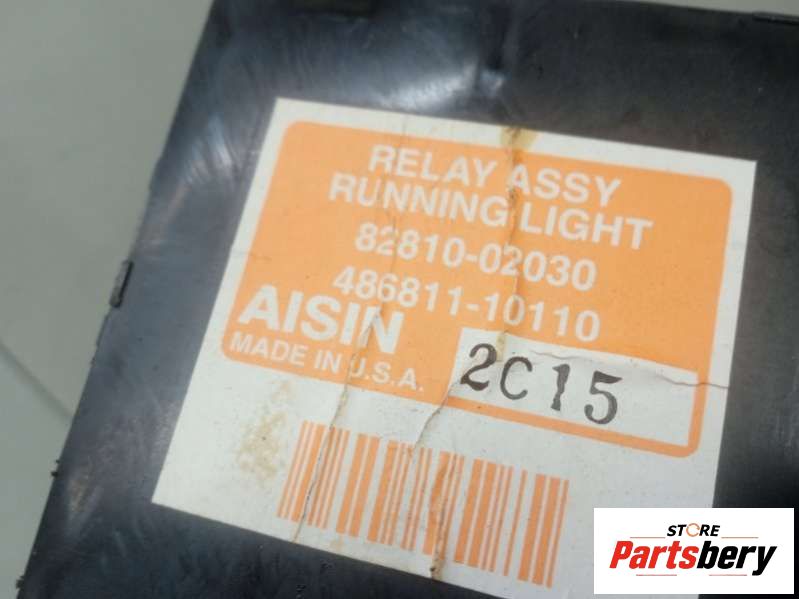 RELAY ASSY
RUNNING LIGHT
82810-02030
486811-10110
AISIN
MADE IN U.S.A.
2C15
STORE
Partsbery